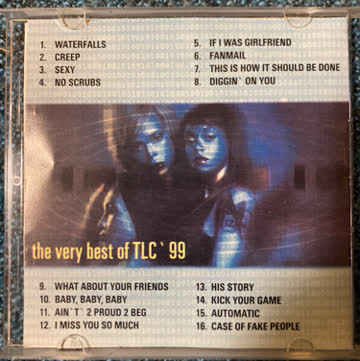 1. WATERFALLS
2. CREEP
3. SEXY
4. NO SCRUBS
5. IF I WAS GIRLFRIEND
6. FANMAIL
7. THIS IS HOW IT SHOULD BE DONE
8. DIGGIN` ON YOU
the very best of TLC ` 99
9. WHAT ABOUT YOUR FRIENDS
10. BABY, BABY, BABY
11. AIN`T` 2 PROUD 2 BEG
12. I MISS YOU SO MUCH
13. HIS STORY
14. KICK YOUR GAME
15. AUTOMATIC
16. CASE OF FAKE PEOPLE